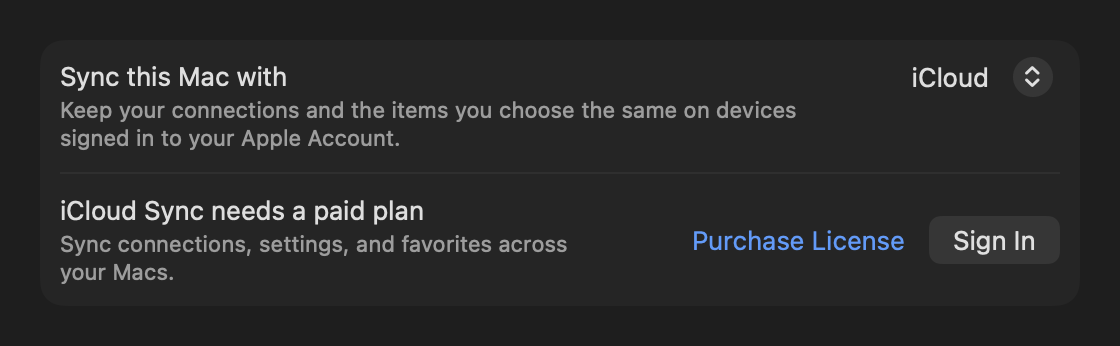 Sync this Mac with
iCloud
Keep your connections and the items you choose the same on devices
signed in to your Apple Account.
iCloud Sync needs a paid plan
Sync connections, settings, and favorites across
your Macs.
Purchase License
Sign In